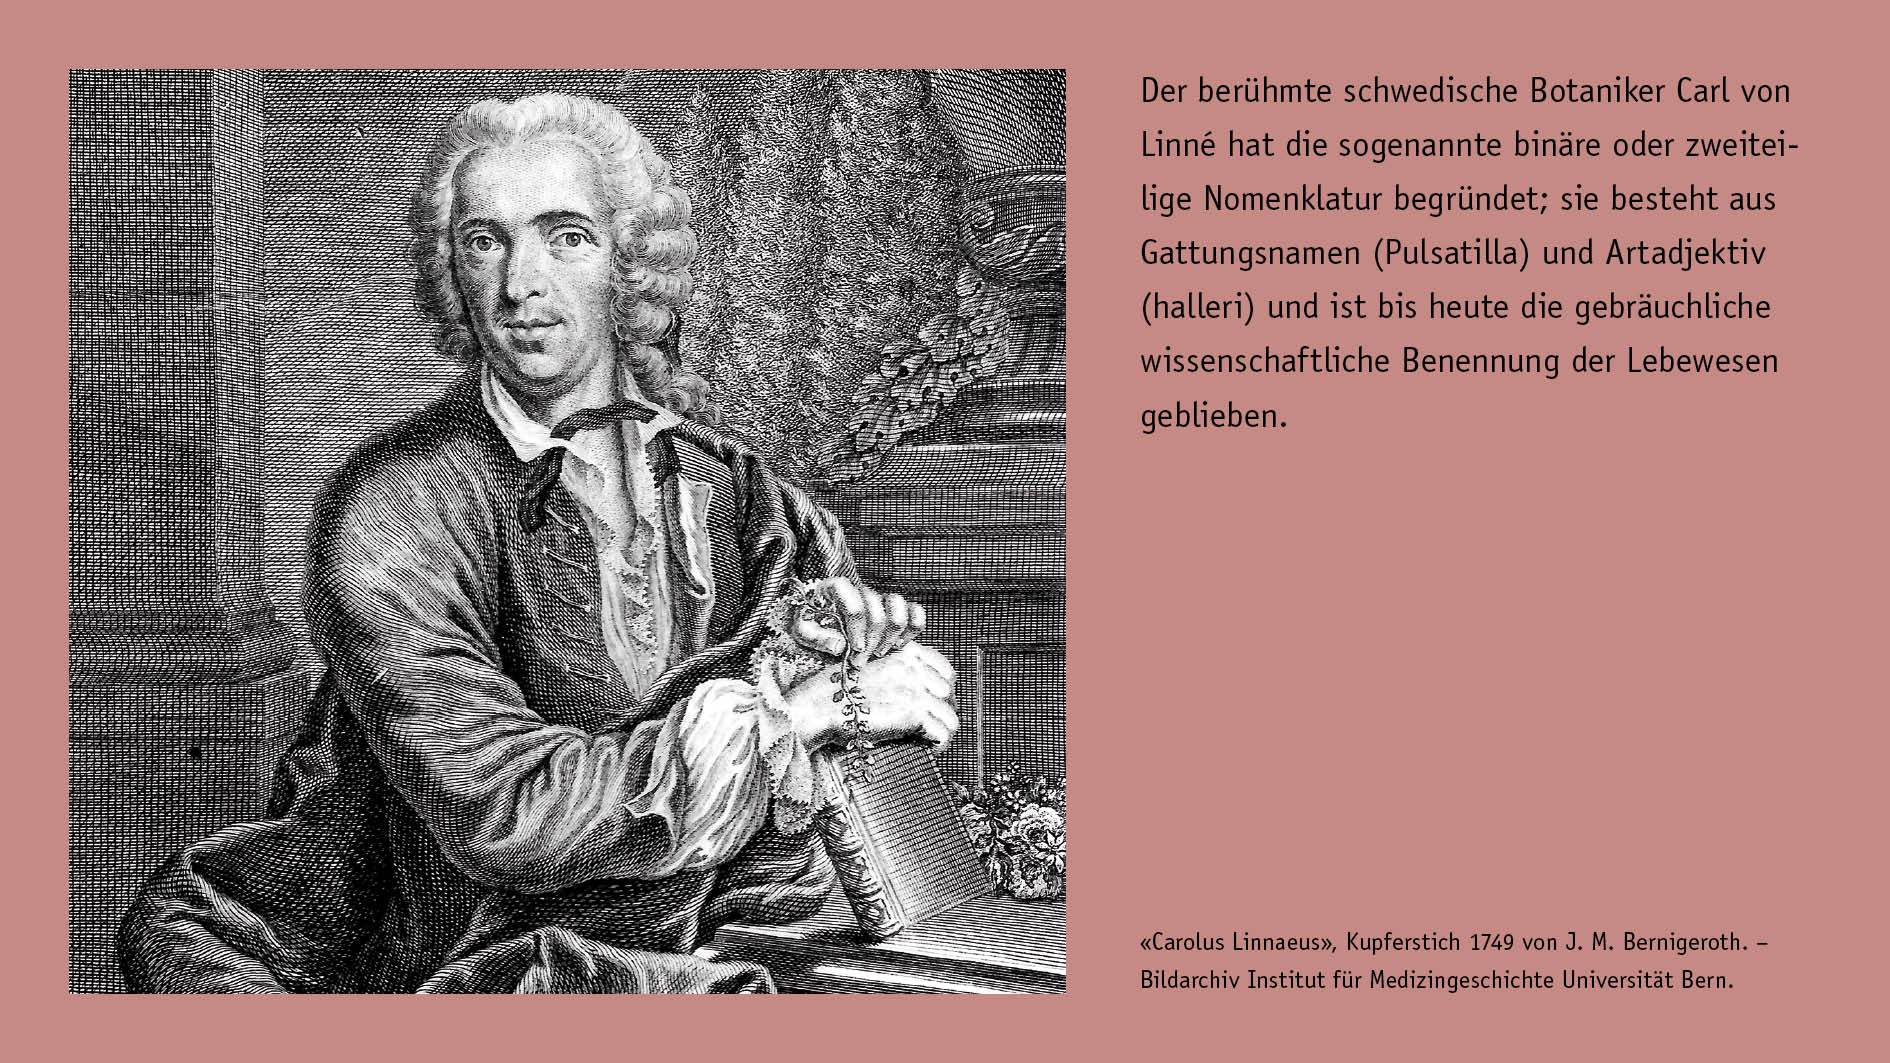 Der berühmte schwedische Botaniker Carl von
Linné hat die sogenannte binäre oder zweitei-
lige Nomenklatur begründet; sie besteht aus
Gattungsnamen (Pulsatilla) und Artadjektiv
(halleri) und ist bis heute die gebräuchliche
wissenschaftliche Benennung der Lebewesen
geblieben.
«Carolus Linnaeus», Kupferstich 1749 von J. M. Bernigeroth. –
Bildarchiv Institut für Medizingeschichte Universität Bern.